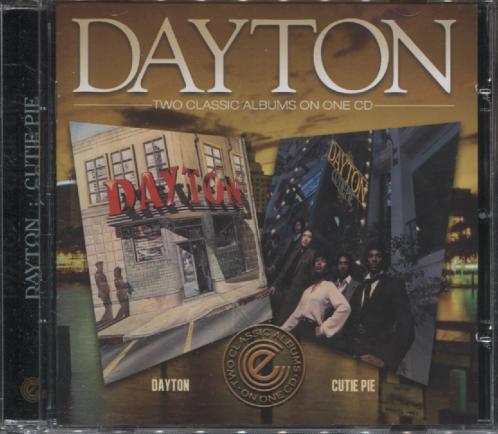 DAYTON
TWO CLASSIC ALBUMS ON ONE CD
DAYTON : CUTIE PIE
DAYTON
DAYTON
TWO CLASSIC ALBUMS
· ON ONE CD ·
e
DAYTON
CUTIE PIE